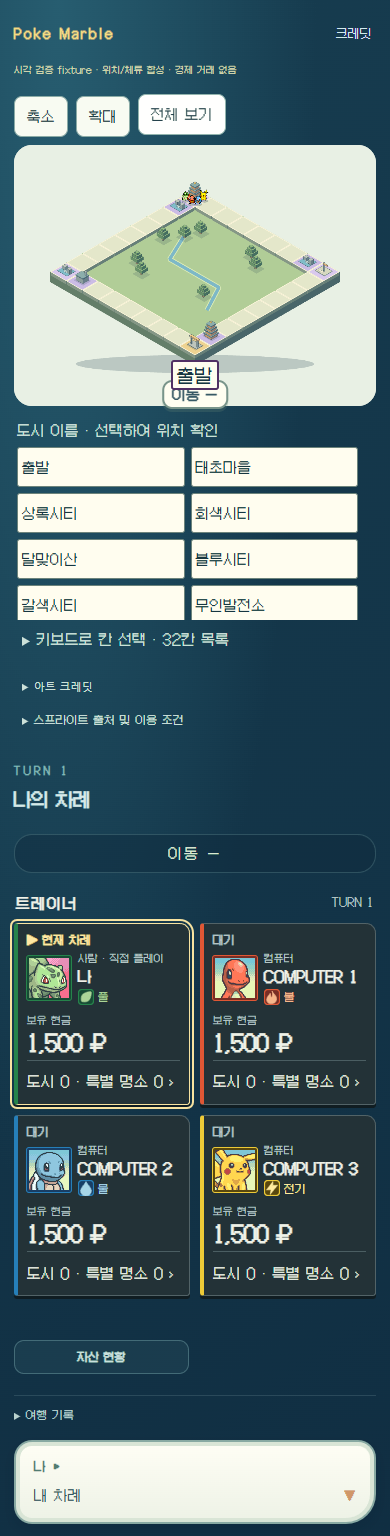 Poke Marble 크레딧
시각 검증 fixture · 위치/체류 합성 · 경제 거래 없음
축소 확대 전체 보기
출발
이동 —
도시 이름 · 선택하여 위치 확인
출발 태초마을
상록시티 회색시티
달맞이산 블루시티
갈색시티 무인발전소
▶ 키보드로 칸 선택 · 32칸 목록
▶ 아트 크레딧
▶ 스프라이트 출처 및 이용 조건
TURN 1
나의 차례
이동 —
트레이너 TURN 1
▶ 현재 차례
사람 · 직접 플레이
나
풀
보유 현금
1,500 ₽
도시 0 · 특별 명소 0 ›
대기
컴퓨터
COMPUTER 1
불
보유 현금
1,500 ₽
도시 0 · 특별 명소 0 ›
대기
컴퓨터
COMPUTER 2
물
보유 현금
1,500 ₽
도시 0 · 특별 명소 0 ›
대기
컴퓨터
COMPUTER 3
전기
보유 현금
1,500 ₽
도시 0 · 특별 명소 0 ›
자산 현황
▶ 여행 기록
나 ▶
내 차례 ▼